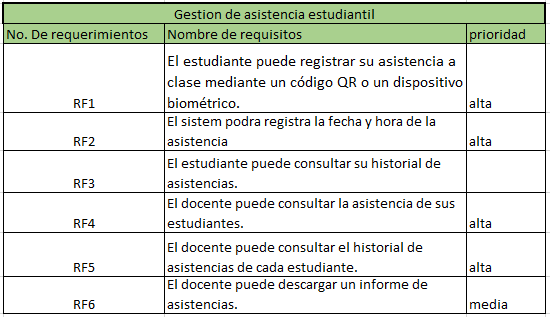 Gestion de asistencia estudiantil
No. De requerimientos Nombre de requisitos prioridad
El estudiante puede registrar su asistencia a
clase mediante un código QR o un dispositivo
RF1 biométrico. alta
El sistem podra registra la fecha y hora de la
RF2 asistencia alta
El estudiante puede consultar su historial de
RF3 asistencias.
El docente puede consultar la asistencia de sus
RF4 estudiantes. alta
El docente puede consultar el historial de
RF5 asistencias de cada estudiante. alta
El docente puede descargar un informe de
RF6 asistencias. media